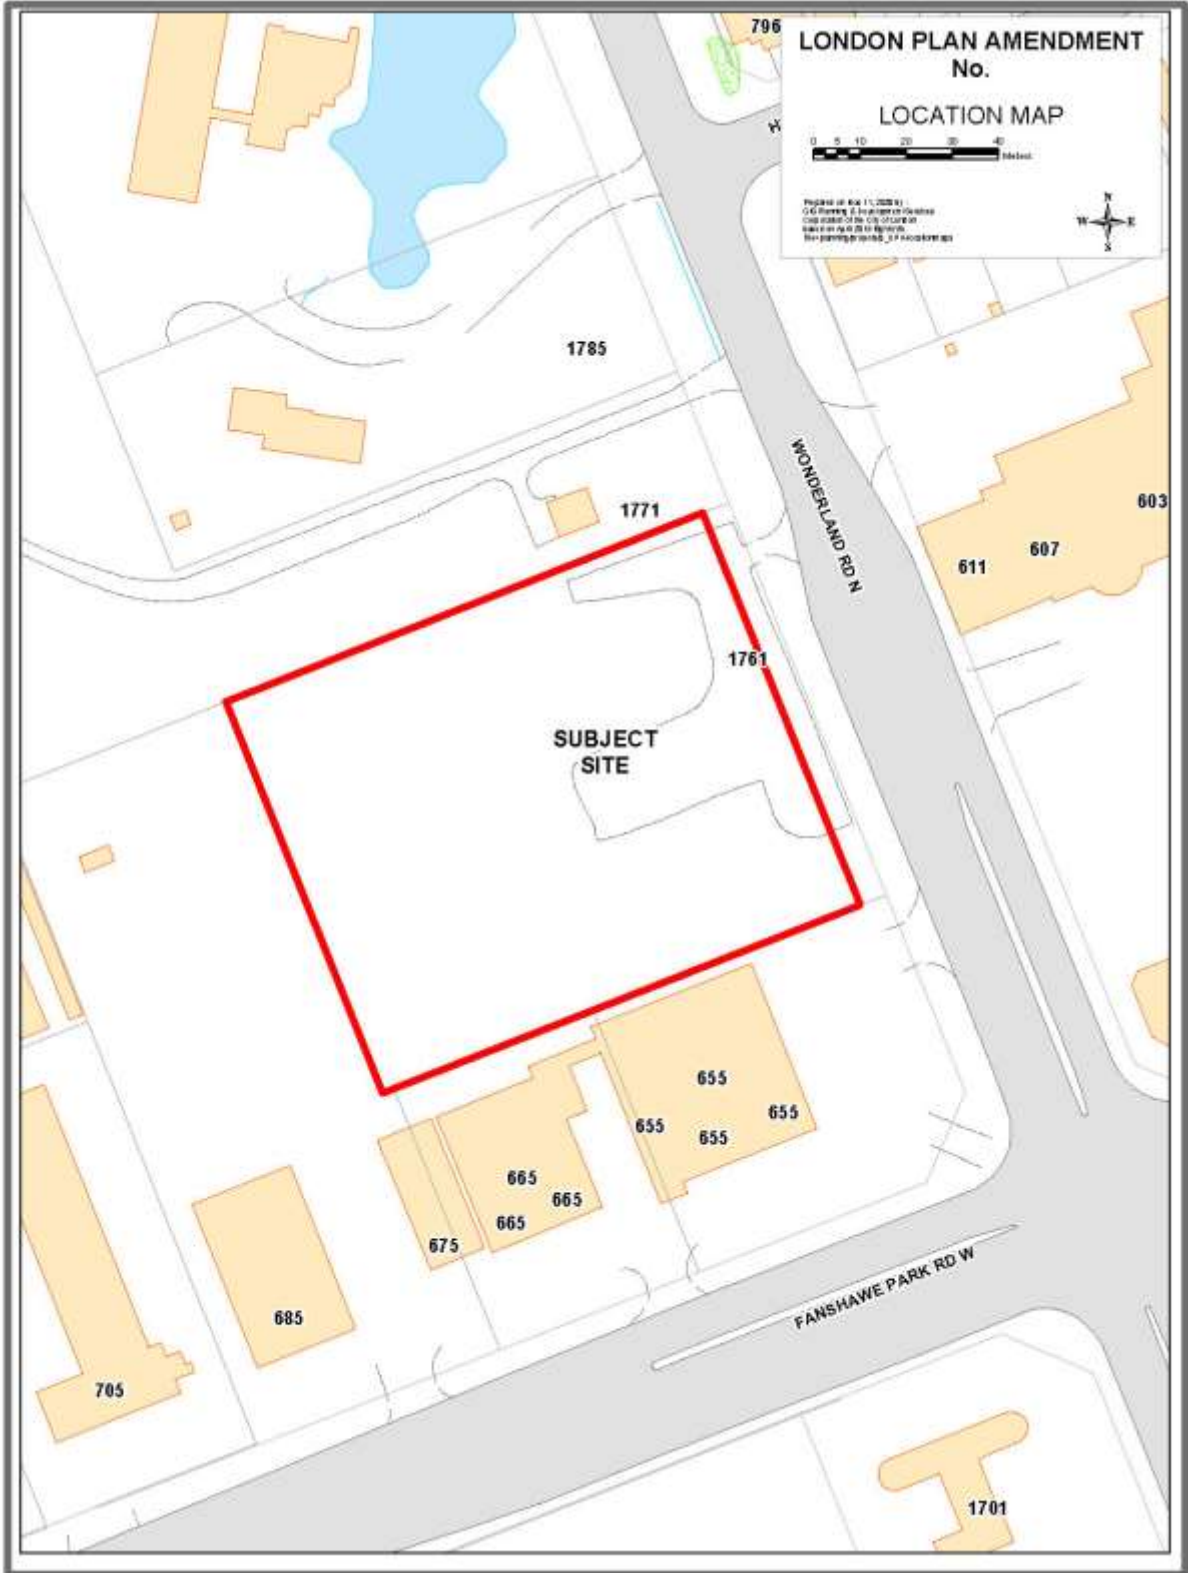 796
LONDON PLAN AMENDMENT
No.
LOCATION MAP
0 5 10 20 30 40
Meters
N
W E
S
1785
WONDERLAND RD N
1771
603
607
611
1761
SUBJECT
SITE
655
655
655
655
665
665
665
675
685
705
FANSHAWE PARK RD W
1701